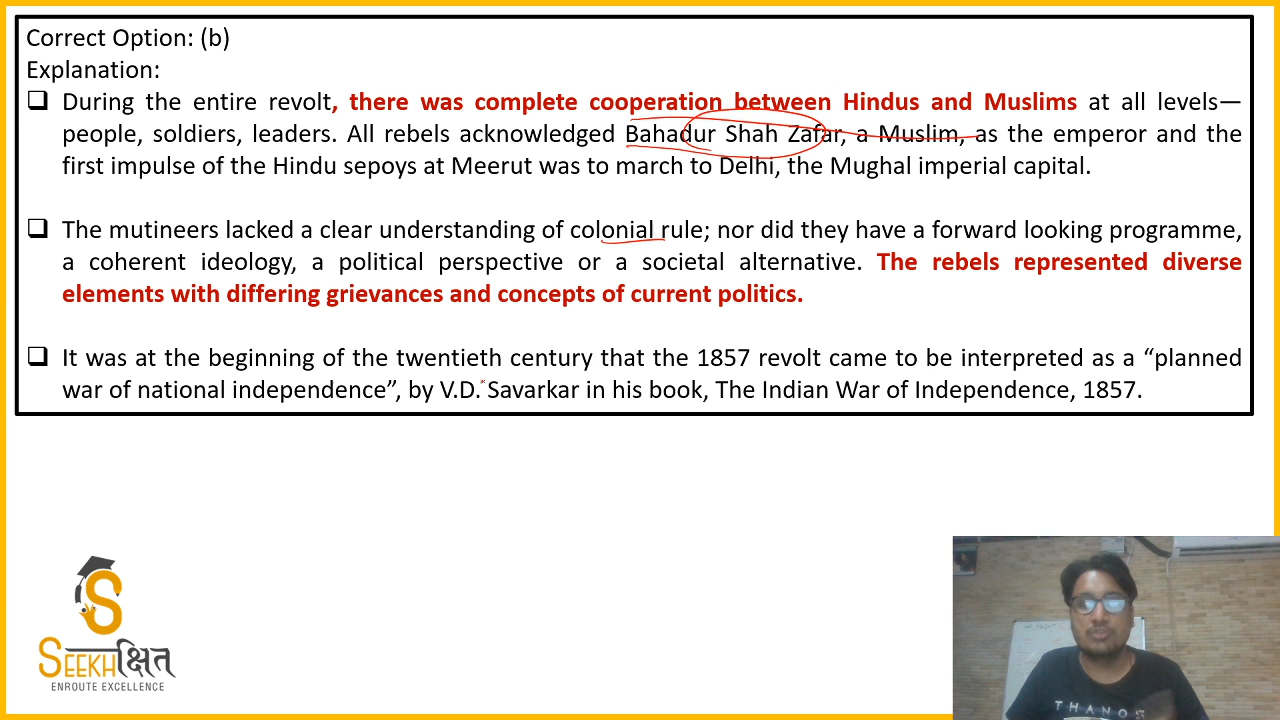 Correct Option: (b)
Explanation:
❑ During the entire revolt, there was complete cooperation between Hindus and Muslims at all levels—
people, soldiers, leaders. All rebels acknowledged Bahadur Shah Zafar, a Muslim, as the emperor and the
first impulse of the Hindu sepoys at Meerut was to march to Delhi, the Mughal imperial capital.
❑ The mutineers lacked a clear understanding of colonial rule; nor did they have a forward looking programme,
a coherent ideology, a political perspective or a societal alternative. The rebels represented diverse
elements with differing grievances and concepts of current politics.
❑ It was at the beginning of the twentieth century that the 1857 revolt came to be interpreted as a “planned
war of national independence”, by V.D. Savarkar in his book, The Indian War of Independence, 1857.
SEEKHक्षित
ENROUTE EXCELLENCE
THANOS